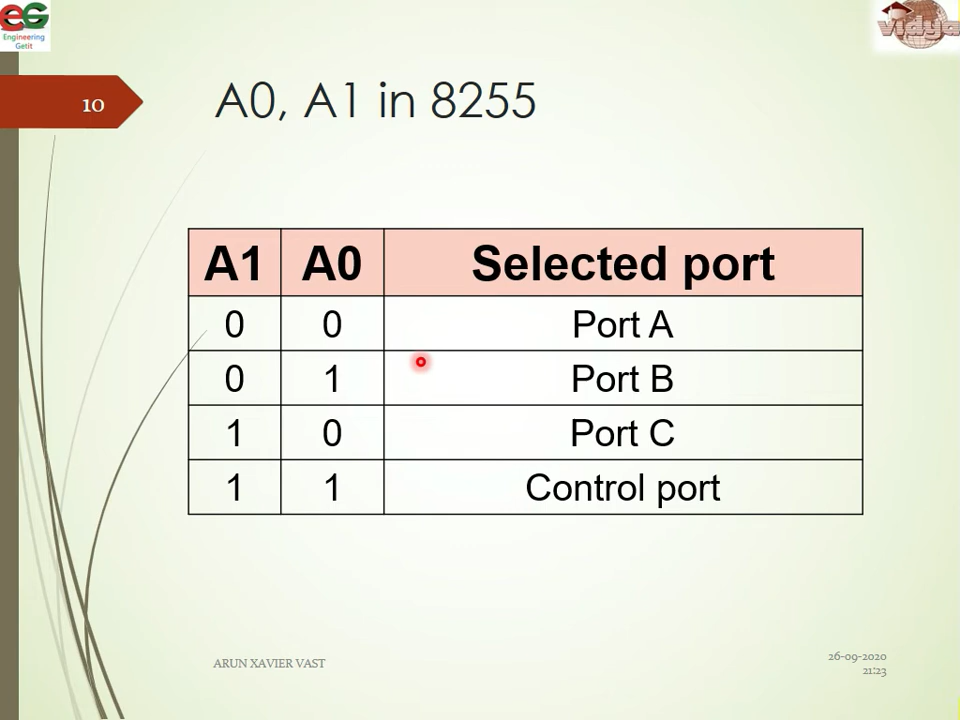 EG
Engineering
Getit
vidya
10
A0, A1 in 8255
A1 A0 Selected port
0 0 Port A
0 1 Port B
1 0 Port C
1 1 Control port
ARUN XAVIER VAST
26-09-2020
21:23